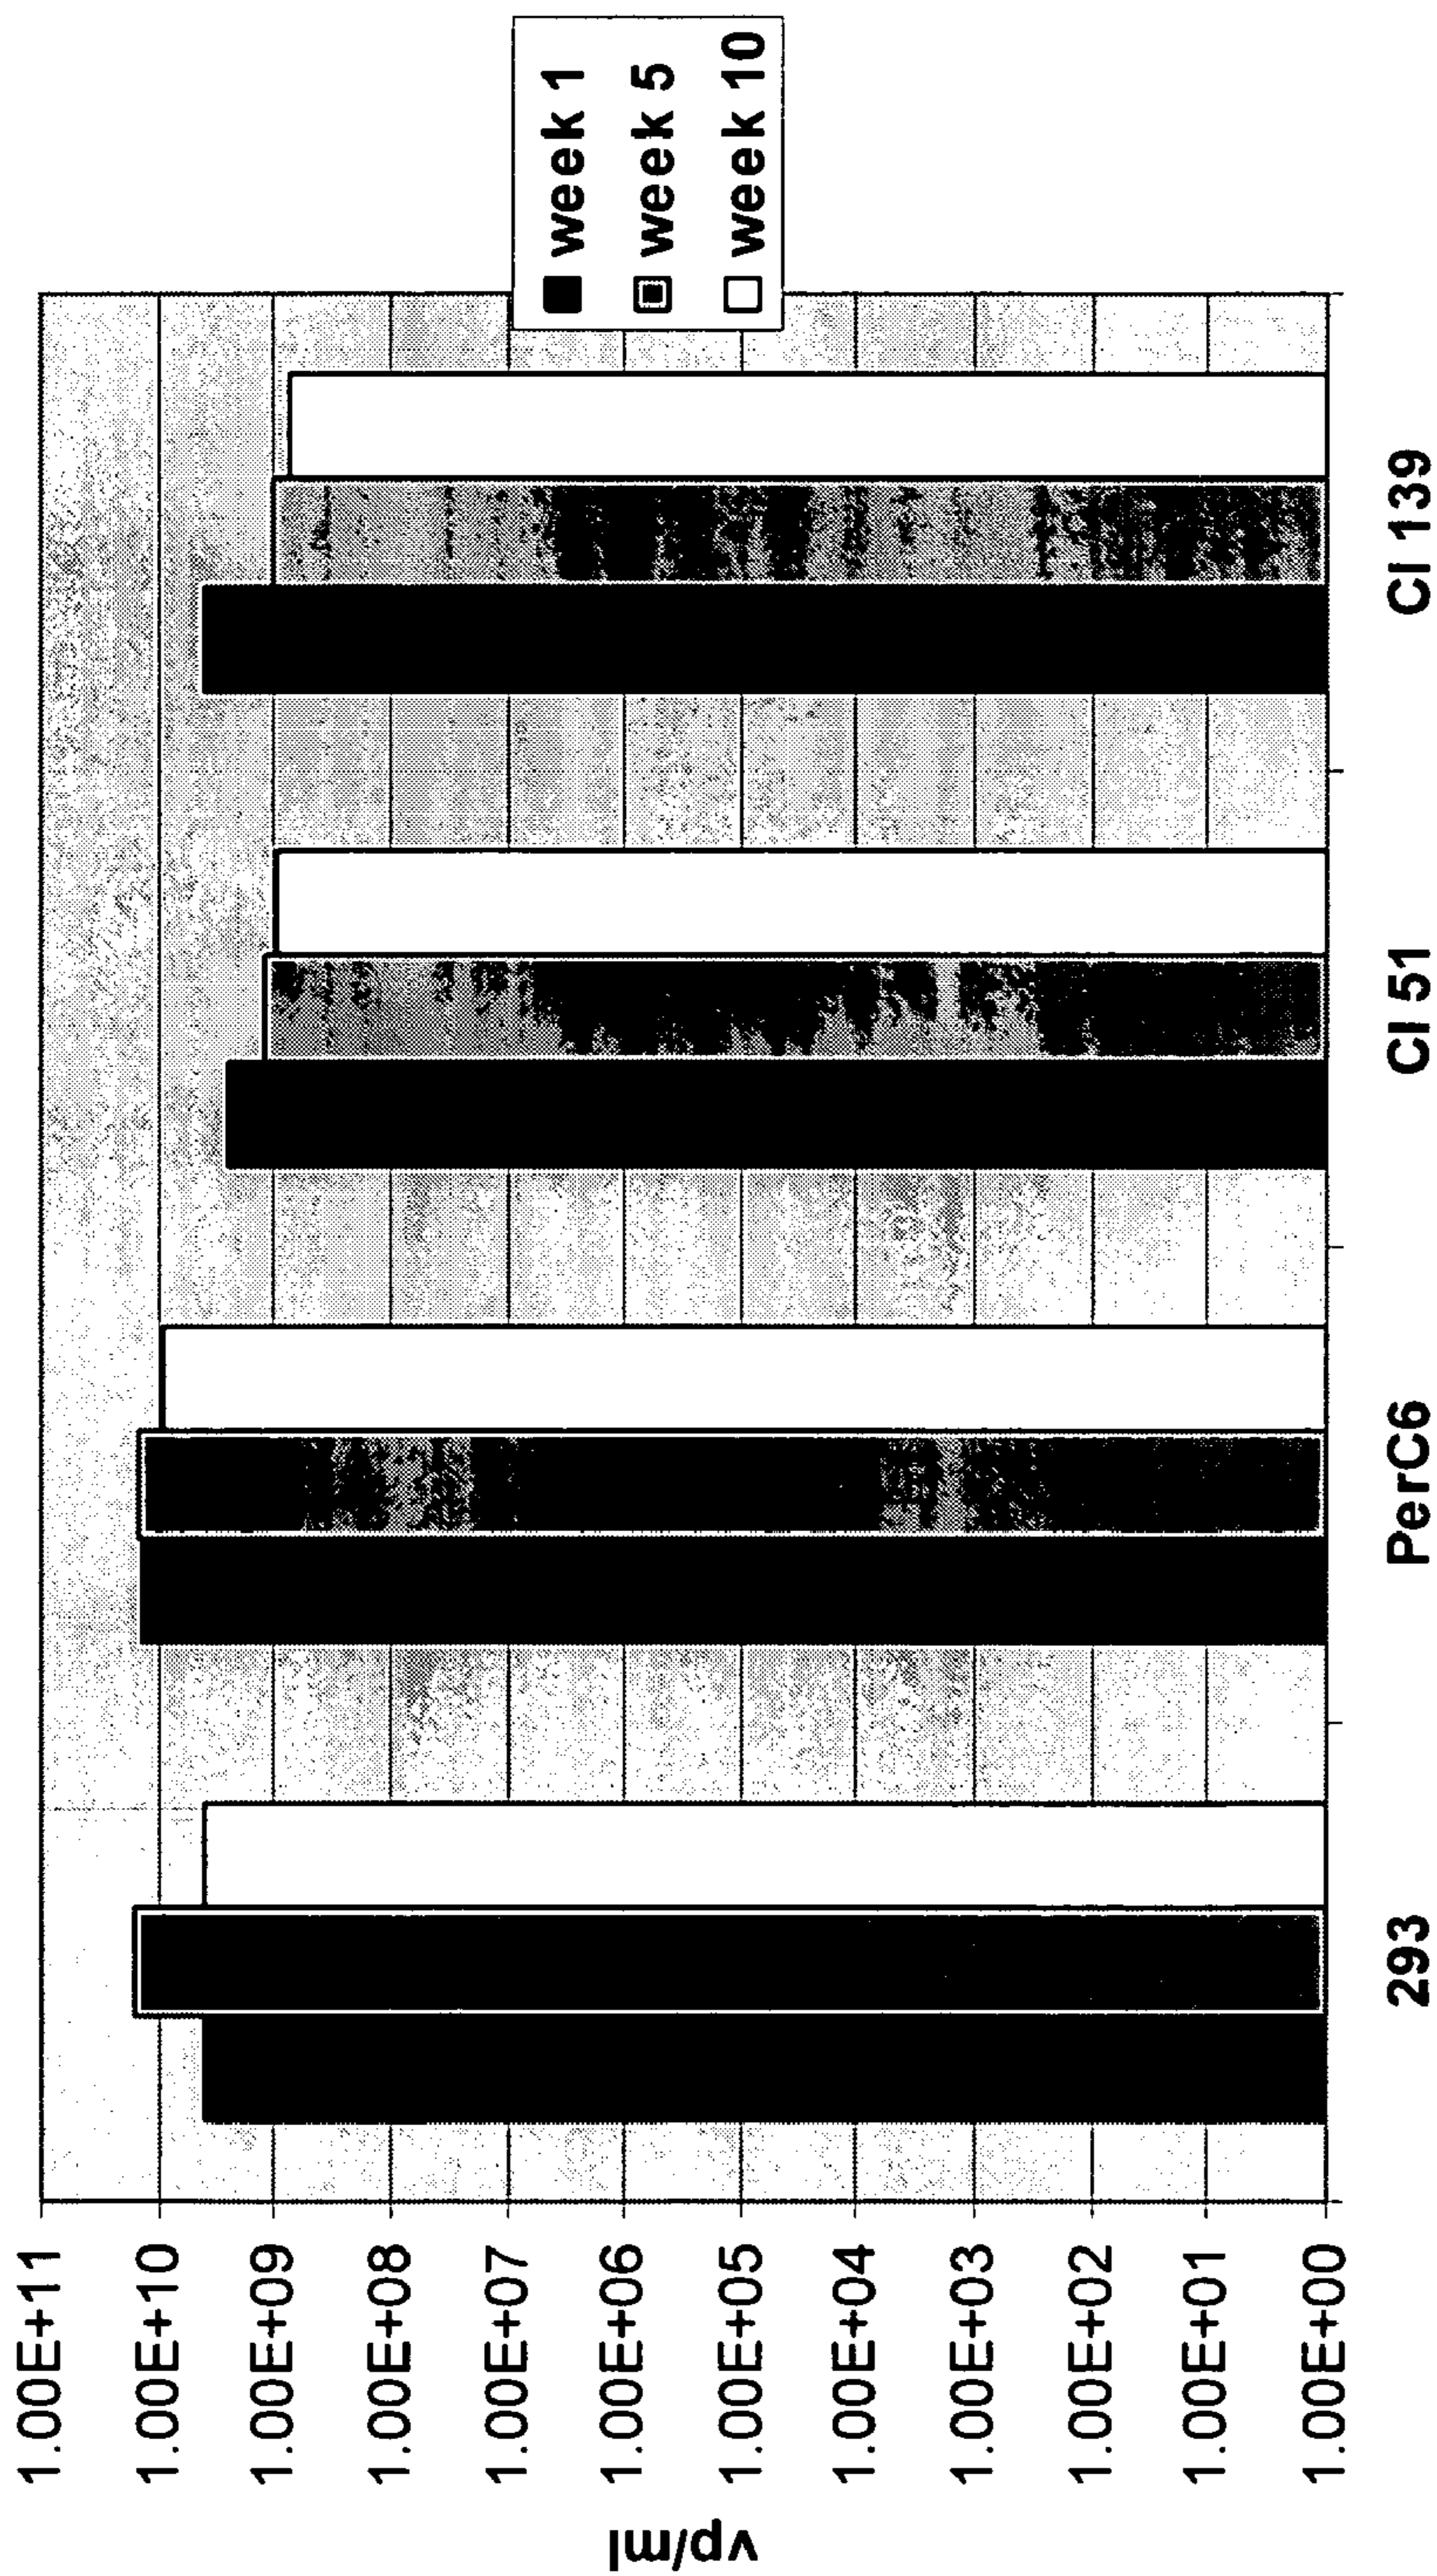 vp/ml
1.00E+11
1.00E+10
1.00E+09
1.00E+08
1.00E+07
1.00E+06
1.00E+05
1.00E+04
1.00E+03
1.00E+02
1.00E+01
1.00E+00
293
PerC6
Cl 51
Cl 139
week 1
week 5
week 10